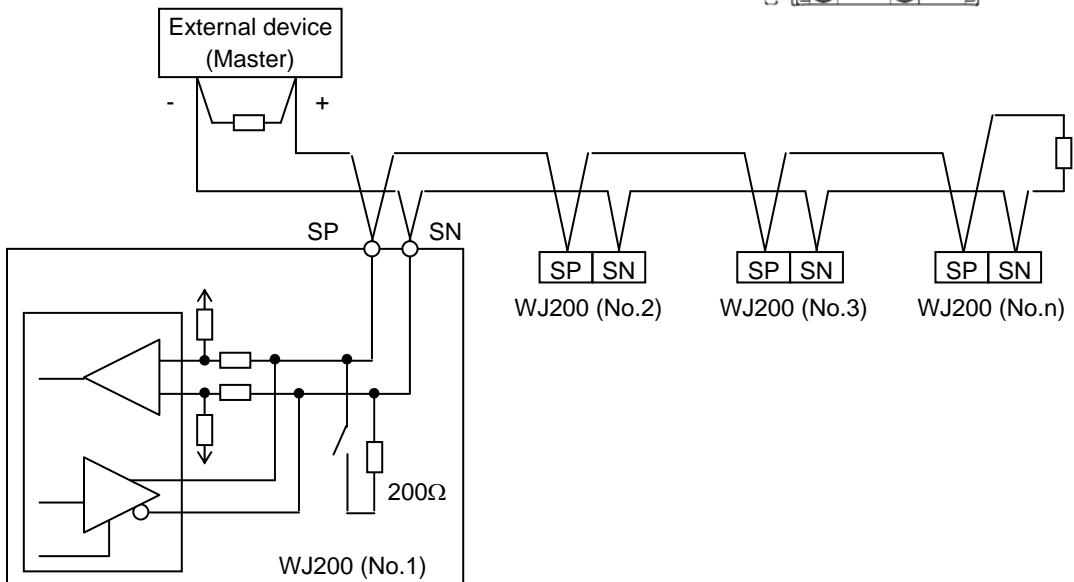 External device
(Master)
- +
SP SN
SP SN
SP SN
SP SN
WJ200 (No.2)
WJ200 (No.3)
WJ200 (No.n)
200Ω
WJ200 (No.1)